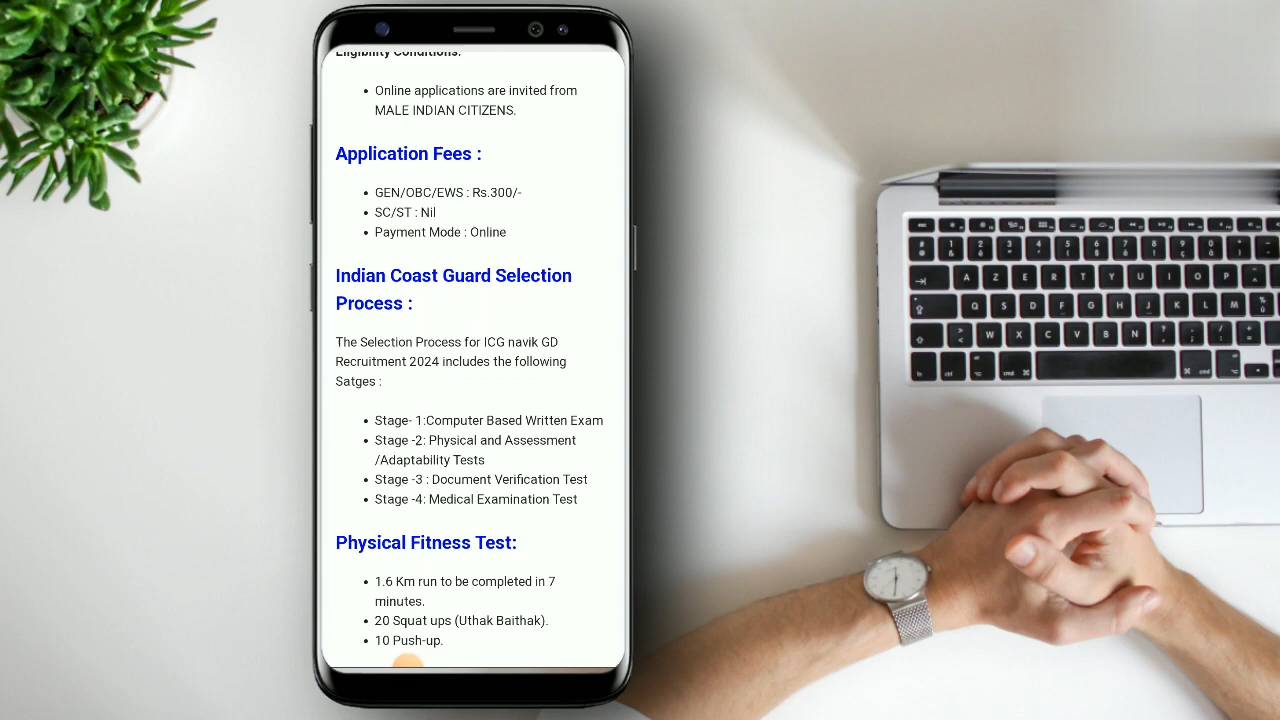 Eligibility Conditions:
Online applications are invited from
MALE INDIAN CITIZENS.
Application Fees :
GEN/OBC/EWS : Rs.300/-
SC/ST : Nil
Payment Mode : Online
Indian Coast Guard Selection
Process :
The Selection Process for ICG navik GD
Recruitment 2024 includes the following
Satges :
Stage- 1:Computer Based Written Exam
Stage -2: Physical and Assessment
/Adaptability Tests
Stage -3 : Document Verification Test
Stage -4: Medical Examination Test
Physical Fitness Test:
1.6 Km run to be completed in 7
minutes.
20 Squat ups (Uthak Baithak).
10 Push-up.